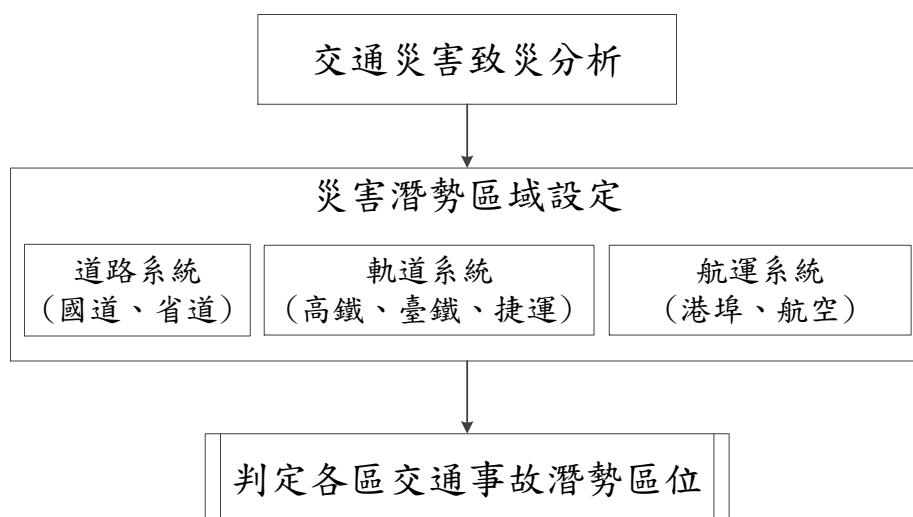 交通災害致災分析
災害潛勢區域設定
道路系統
（國道、省道）
軌道系統
（高鐵、臺鐵、捷運）
航運系統
（港埠、航空）
判定各區交通事故潛勢區位